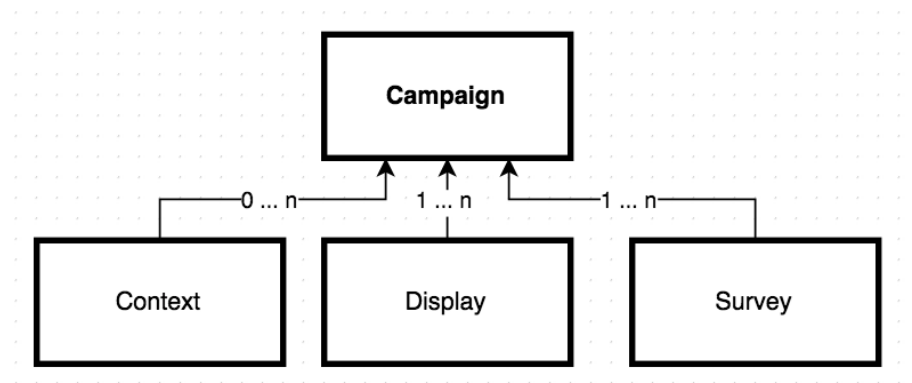 Campaign
0 ... n
1 ... n
1 ... n
Context
Display
Survey